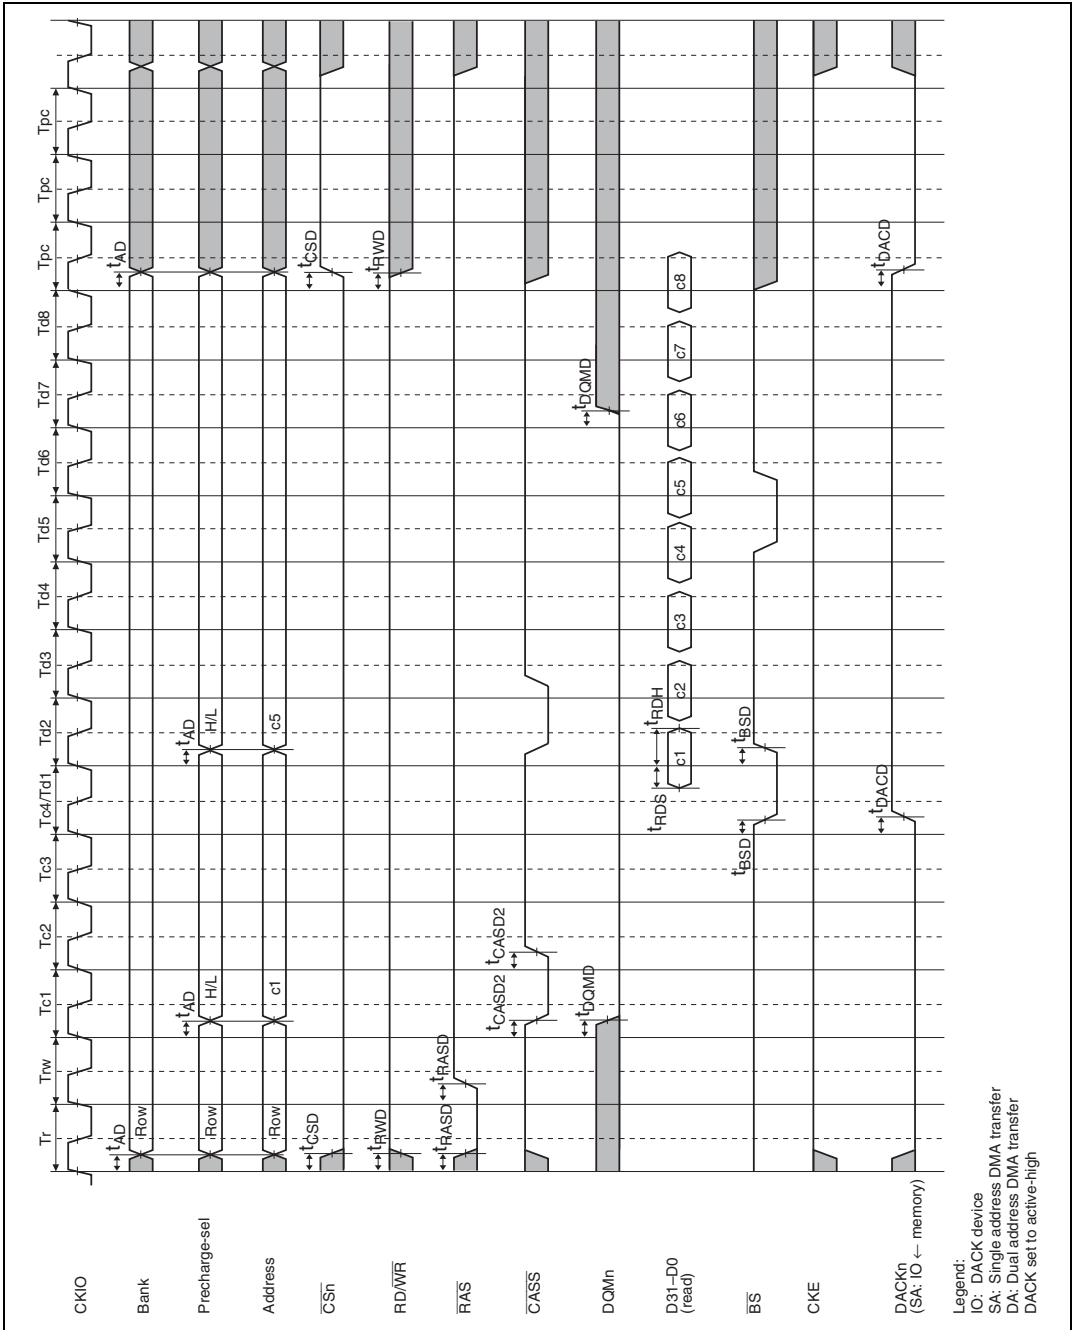 Tr Trw Tc1 Tc2 Tc3 Tc4/Td1 Td2 Td3 Td4 Td5 Td6 Td7 Td8 Tpc Tpc Tpc
CKIO
tAD tAD
Bank Row
tAD tAD
Precharge-sel Row H/L H/L
Address Row c1 c5
tCSD tCSD
CSn
tRWD tRWD
RD/WR
tRASD tRASD
RAS
tCASD2 tCASD2
CASS
tDQMD tDQMD
DQMn
tRDS tRDH
D31–D0
(read)
c1 c2 c3 c4 c5 c6 c7 c8
tBSD tBSD
BS
CKE
tDACD tDACD
DACKn
(SA: IO ← memory)
Legend:
IO: DACK device
SA: Single address DMA transfer
DA: Dual address DMA transfer
DACK set to active-high